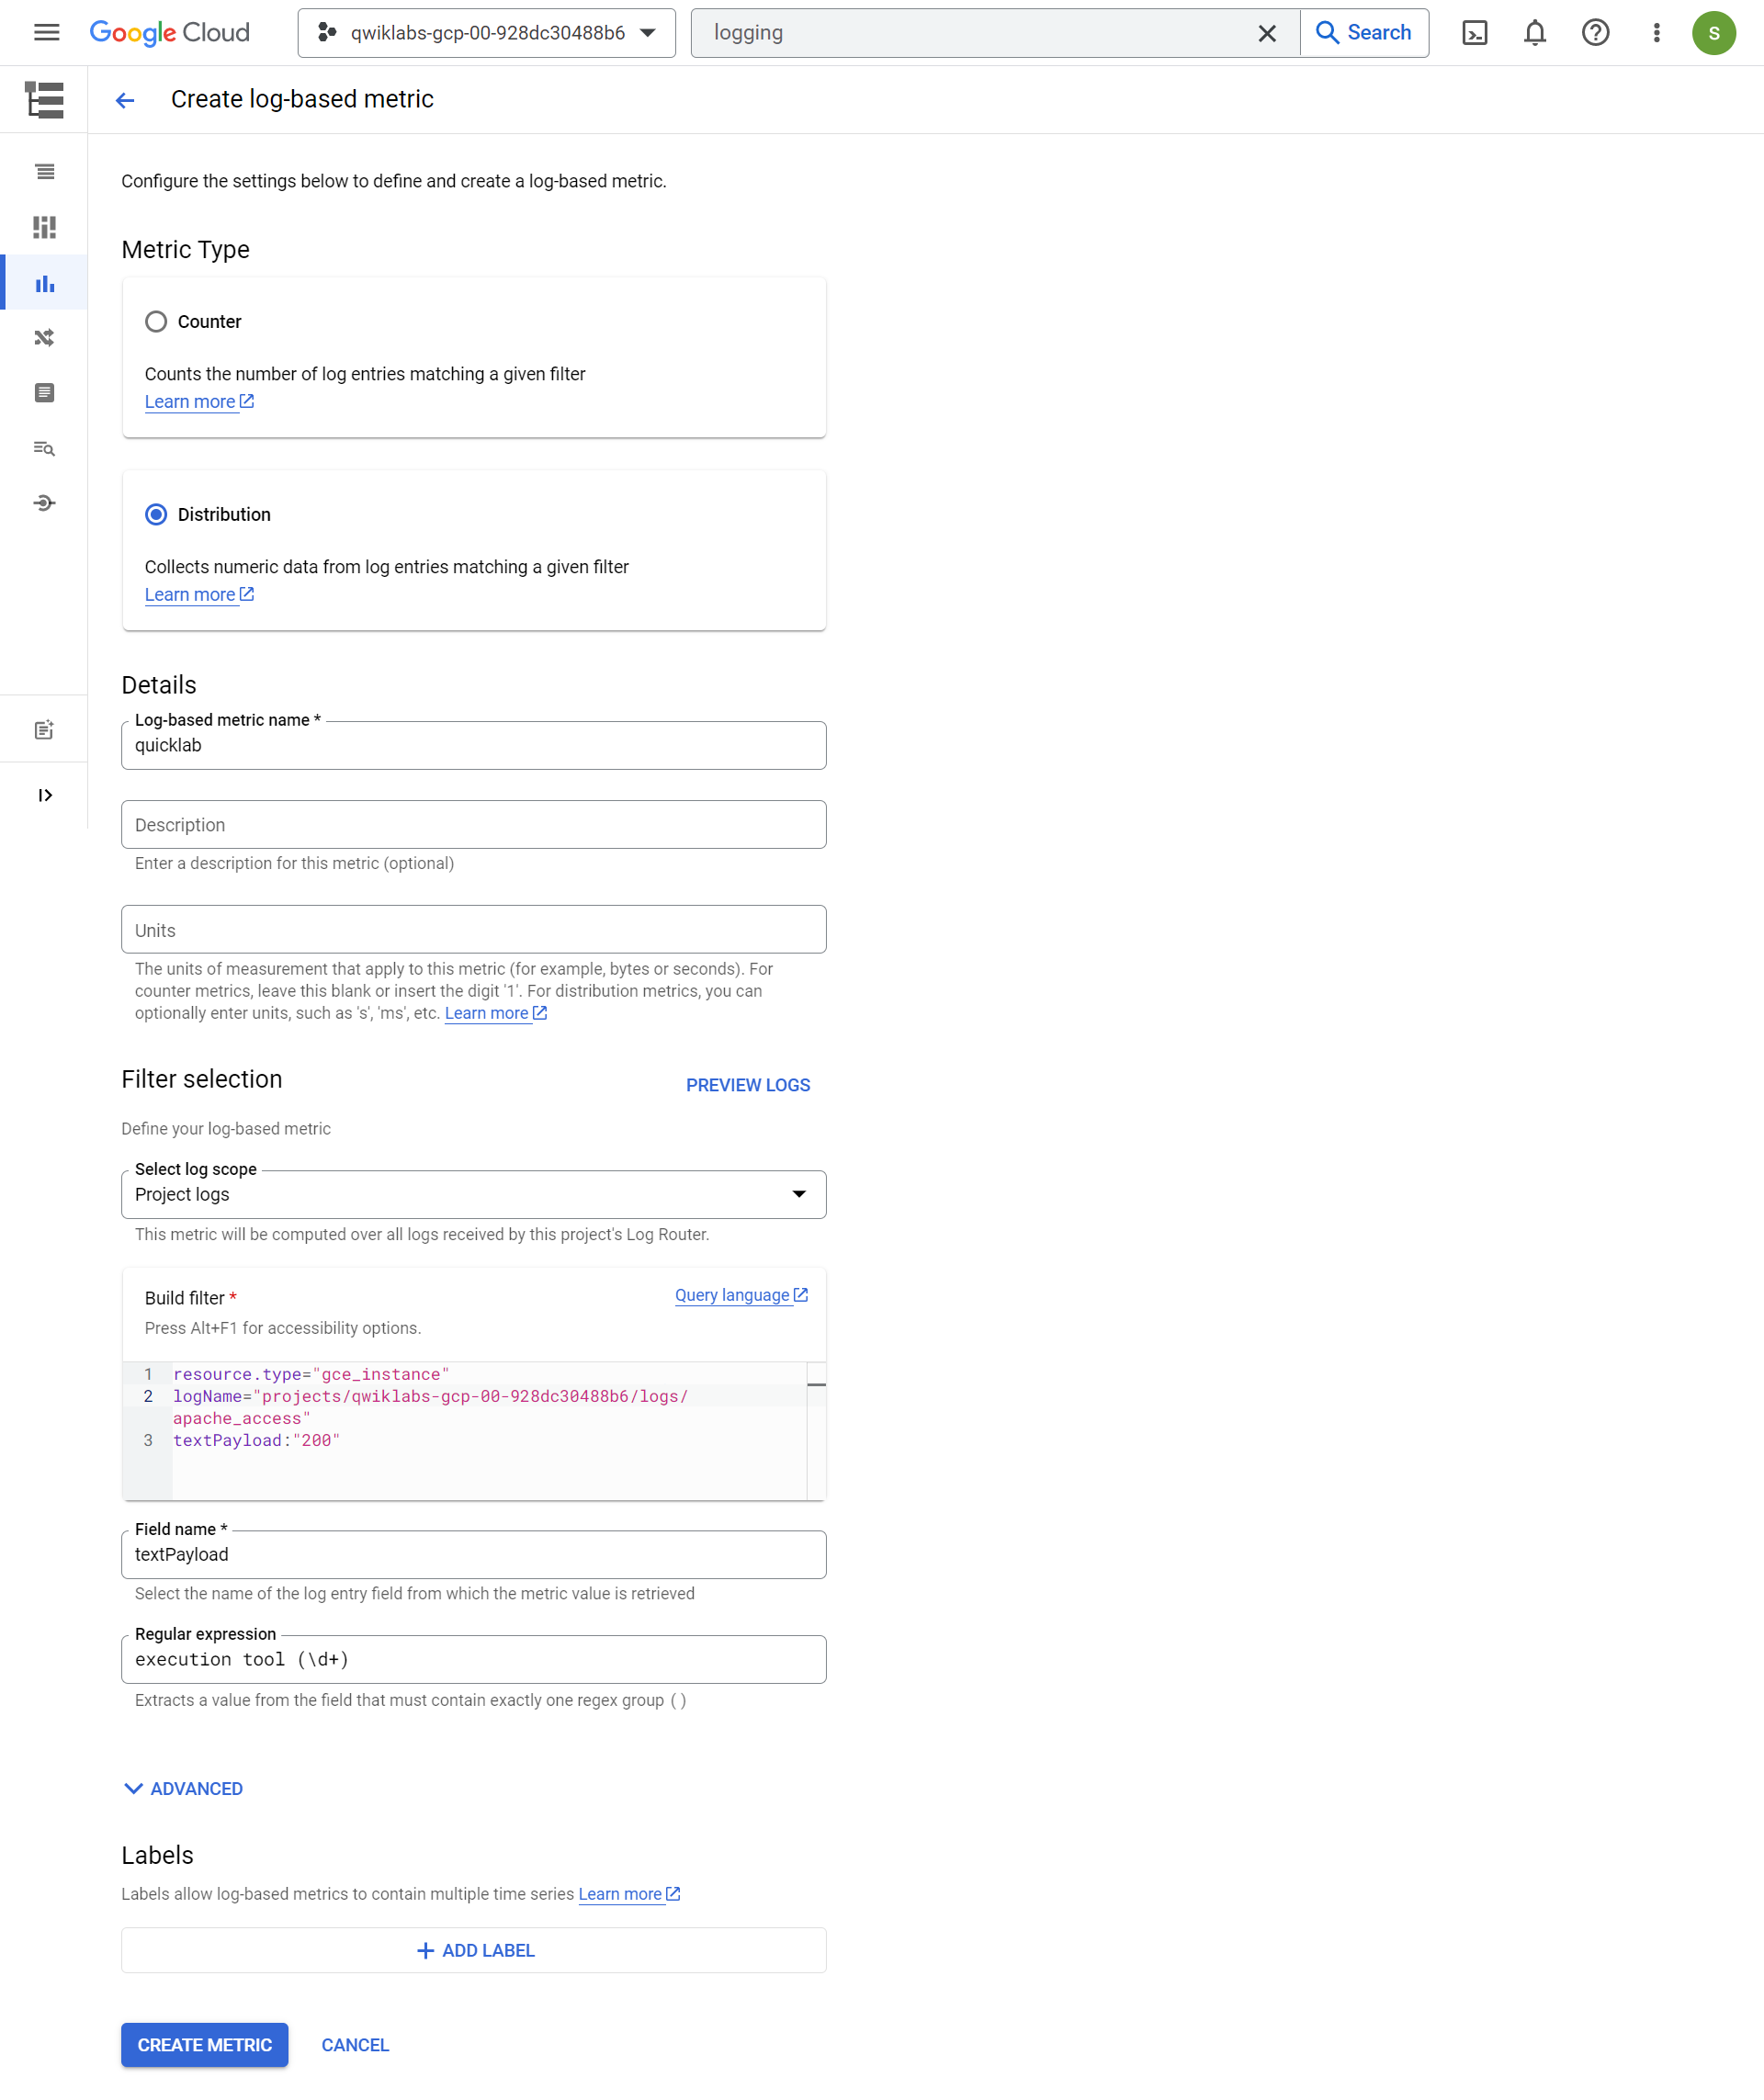 Google Cloud
qwiklabs-gcp-00-928dc30488b6
logging
Search
S
Create log-based metric
Configure the settings below to define and create a log-based metric.
Metric Type
Counter
Counts the number of log entries matching a given filter
Learn more
Distribution
Collects numeric data from log entries matching a given filter
Learn more
Details
Log-based metric name *
quicklab
Description
Enter a description for this metric (optional)
Units
The units of measurement that apply to this metric (for example, bytes or seconds). For
counter metrics, leave this blank or insert the digit '1'. For distribution metrics, you can
optionally enter units, such as 's', 'ms', etc. Learn more
Filter selection
PREVIEW LOGS
Define your log-based metric
Select log scope
Project logs
This metric will be computed over all logs received by this project's Log Router.
Build filter *
Query language
Press Alt+F1 for accessibility options.
1 resource.type="gce_instance"
2 logName="projects/qwiklabs-gcp-00-928dc30488b6/logs/
apache_access"
3 textPayload:"200"
Field name *
textPayload
Select the name of the log entry field from which the metric value is retrieved
Regular expression
execution tool (\d+)
Extracts a value from the field that must contain exactly one regex group ()
ADVANCED
Labels
Labels allow log-based metrics to contain multiple time series Learn more
ADD LABEL
CREATE METRIC
CANCEL